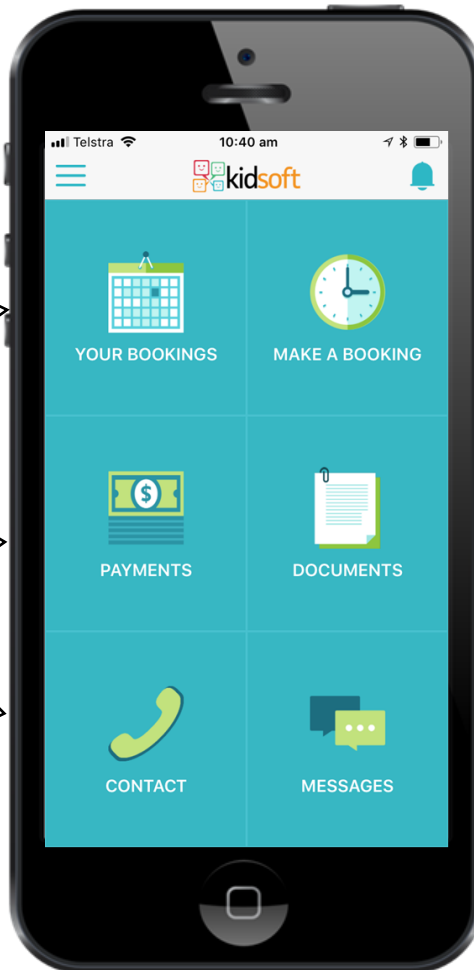 Telstra 10:40 am
kidsoft
YOUR BOOKINGS MAKE A BOOKING
$
PAYMENTS DOCUMENTS
CONTACT MESSAGES